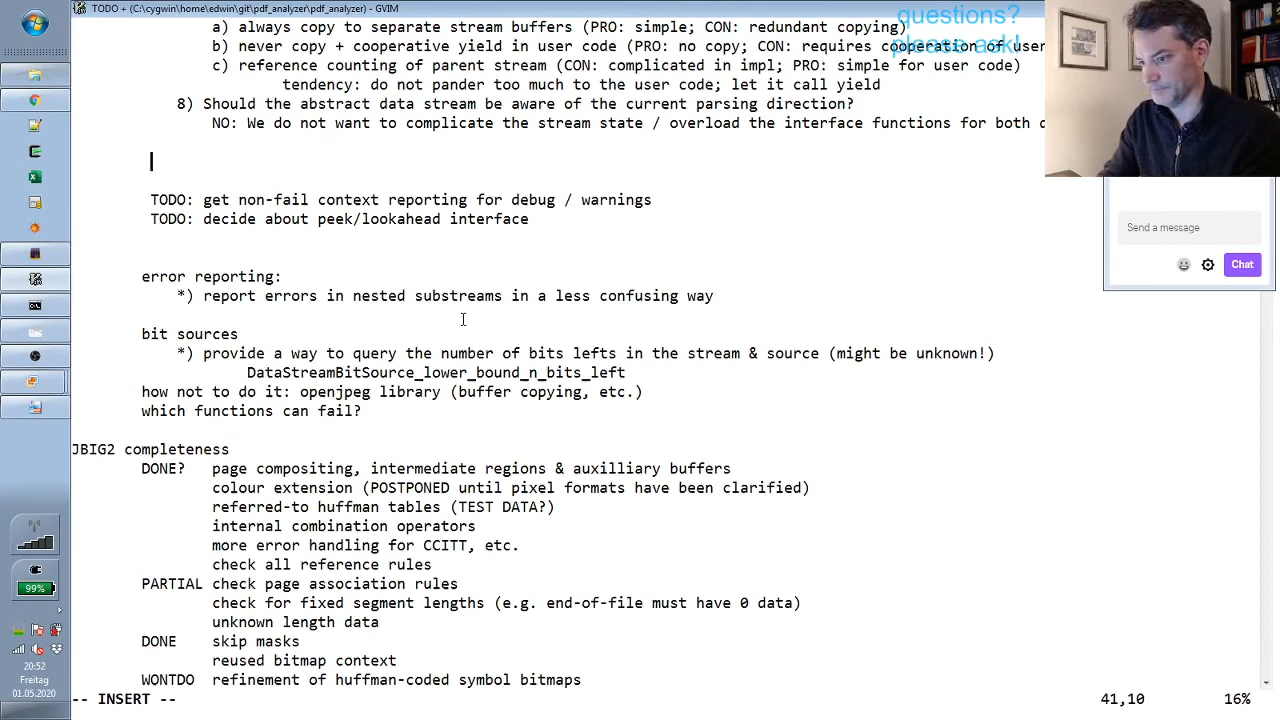 TODO + (C:\cygwin\home\edwin\git\pdf_analyzer\pdf_analyzer) - GVIM
questions?
please ask!
a) always copy to separate stream buffers (PRO: simple; CON: redundant copying)
b) never copy + cooperative yield in user code (PRO: no copy; CON: requires cooperation of user
c) reference counting of parent stream (CON: complicated in impl; PRO: simple for user code)
tendency: do not pander too much to the user code; let it call yield
8) Should the abstract data stream be aware of the current parsing direction?
NO: We do not want to complicate the stream state / overload the interface functions for both
TODO: get non-fail context reporting for debug / warnings
TODO: decide about peek/lookahead interface
error reporting:
*) report errors in nested substreams in a less confusing way
bit sources
*) provide a way to query the number of bits lefts in the stream & source (might be unknown!)
DataStreamBitSource_lower_bound_n_bits_left
how not to do it: openjpeg library (buffer copying, etc.)
which functions can fail?
JBIG2 completeness
DONE? page compositing, intermediate regions & auxilliary buffers
colour extension (POSTPONED until pixel formats have been clarified)
referred-to huffman tables (TEST DATA?)
internal combination operators
more error handling for CCITT, etc.
check all reference rules
PARTIAL check page association rules
check for fixed segment lengths (e.g. end-of-file must have 0 data)
unknown length data
DONE skip masks
reused bitmap context
WONTDO refinement of huffman-coded symbol bitmaps
-- INSERT --
41,10
16%
Send a message
Chat
99%
20:52
Freitag
01.05.2020